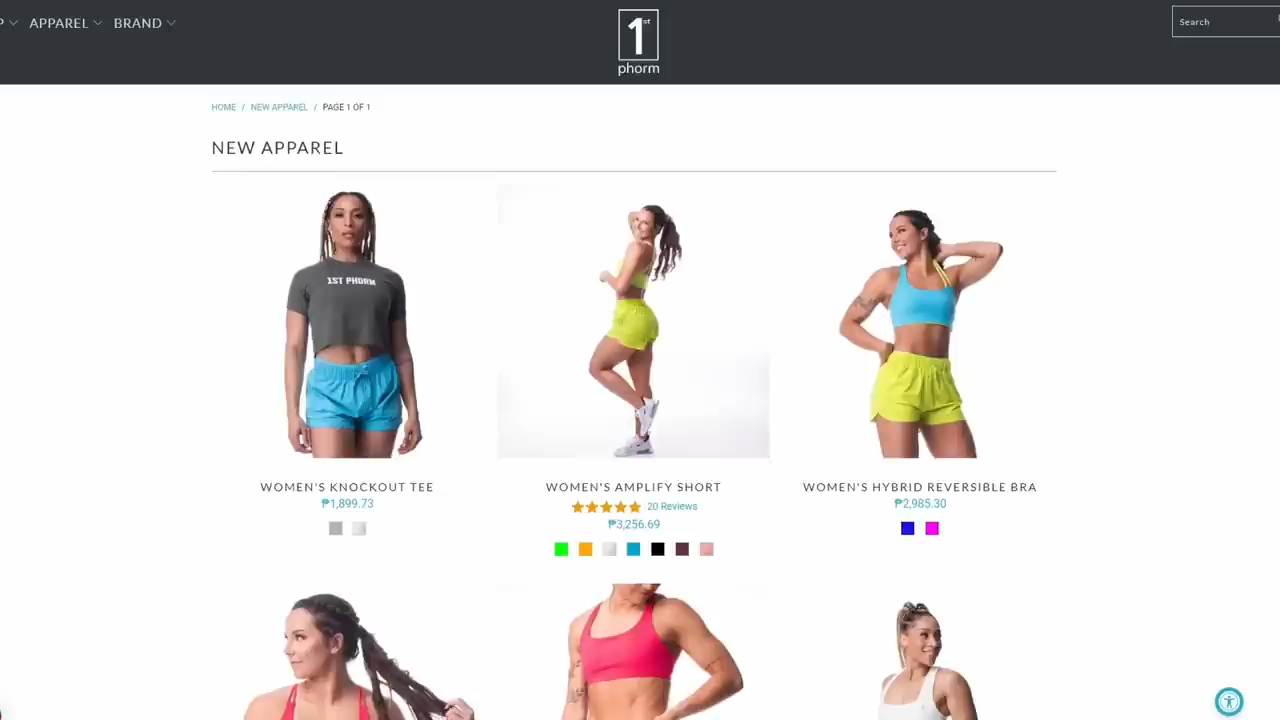 P
APPAREL
BRAND
1st
phorm
Search
HOME / NEW APPAREL / PAGE 1 OF 1
NEW APPAREL
1ST PHORM
WOMEN'S KNOCKOUT TEE
₱1,899.73
WOMEN'S AMPLIFY SHORT
20 Reviews
₱3,256.69
WOMEN'S HYBRID REVERSIBLE BRA
₱2,985.30